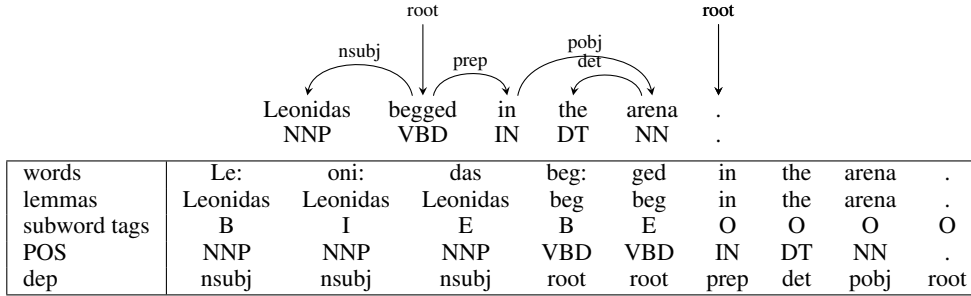 root root
nsubj prep pobj
det
Leonidas begged in the arena .
NNP VBD IN DT NN .
words Le: oni: das beg: ged in the arena .
lemmas Leonidas Leonidas Leonidas beg beg in the arena .
subword tags B I E B E O O O O
POS NNP NNP NNP VBD VBD IN DT NN .
dep nsubj nsubj nsubj root root prep det pobj root